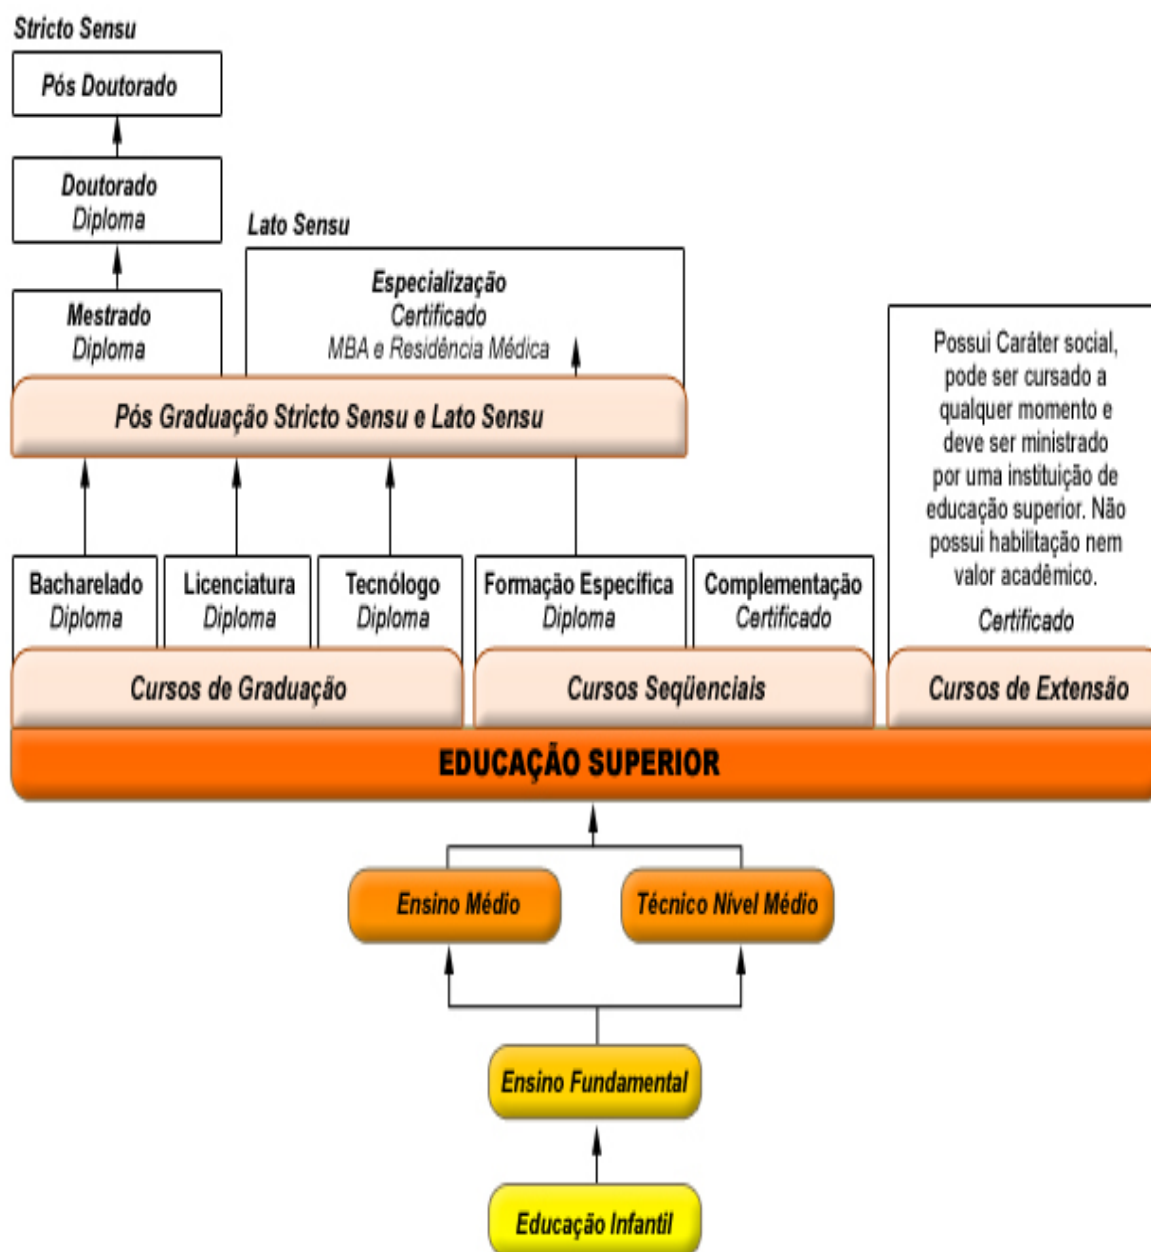 Stricto Sensu
Pós Doutorado
Doutorado
Diploma
Mestrado
Diploma
Lato Sensu
Especialização
Certificado
MBA e Residência Médica
Pós Graduação Stricto Sensu e Lato Sensu
Bacharelado
Diploma
Licenciatura
Diploma
Tecnólogo
Diploma
Formação Específica
Diploma
Complementação
Certificado
Possui Caráter social,
pode ser cursado a
qualquer momento e
deve ser ministrado
por uma instituição de
educação superior. Não
possui habilitação nem
valor acadêmico.
Certificado
Cursos de Graduação
Cursos Seqüenciais
Cursos de Extensão
EDUCAÇÃO SUPERIOR
Ensino Médio
Técnico Nível Médio
Ensino Fundamental
Educação Infantil